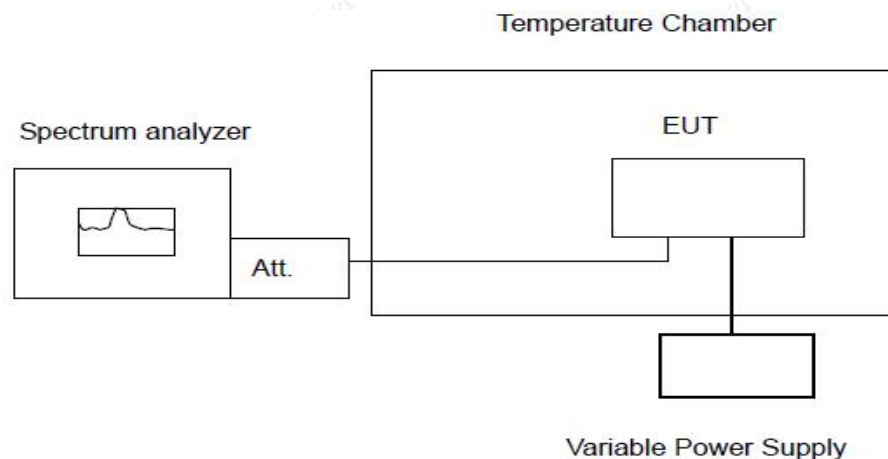 Temperature Chamber
Spectrum analyzer
EUT
Att.
Variable Power Supply